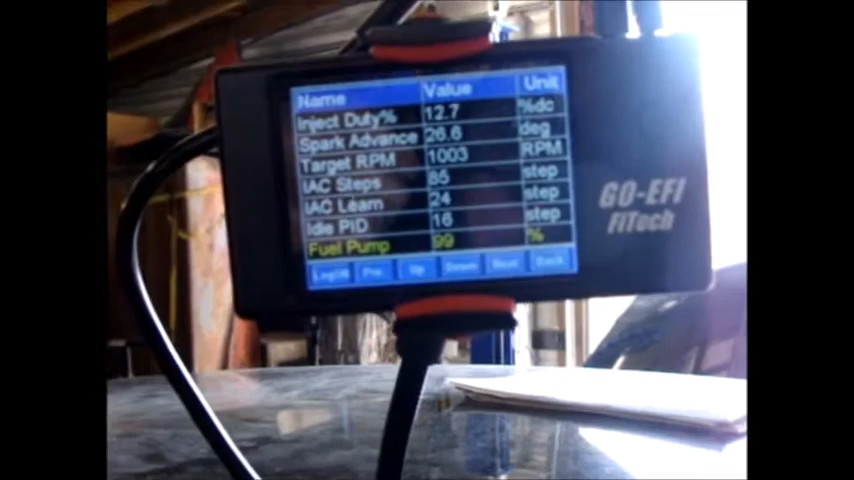 Name Value Unit
Inject Duty% 12.7 %dc
Spark Advance 26.6 deg
Target RPM 1003 RPM
IAC Steps 85 step
IAC Learn 24 step
Idle PID 16 step
Fuel Pump 99 %
Up Down Back
GO-EFI
FiTech